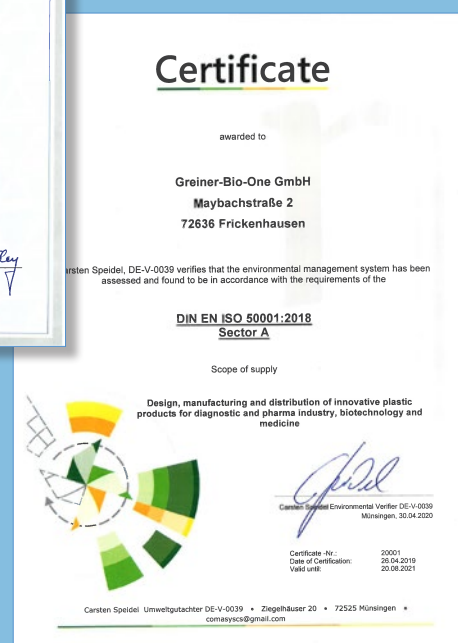 Certificate
awarded to
Greiner-Bio-One GmbH
Maybachstraße 2
72636 Frickenhausen
rsten Speidel, DE-V-0039 verifies that the environmental management system has been
assessed and found to be in accordance with the requirements of the
DIN EN ISO 50001:2018
Sector A
Scope of supply
Design, manufacturing and distribution of innovative plastic
products for diagnostic and pharma industry, biotechnology and
medicine
Carsten Speidel Environmental Verifier DE-V-0039
Münsingen, 30.04.2020
Certificate -Nr.: 20001
Date of Certification: 26.04.2019
Valid until: 20.08.2021
Carsten Speidel Umweltgutachter DE-V-0039 • Ziegelhäuser 20 • 72525 Münsingen •
comasyscs@gmail.com